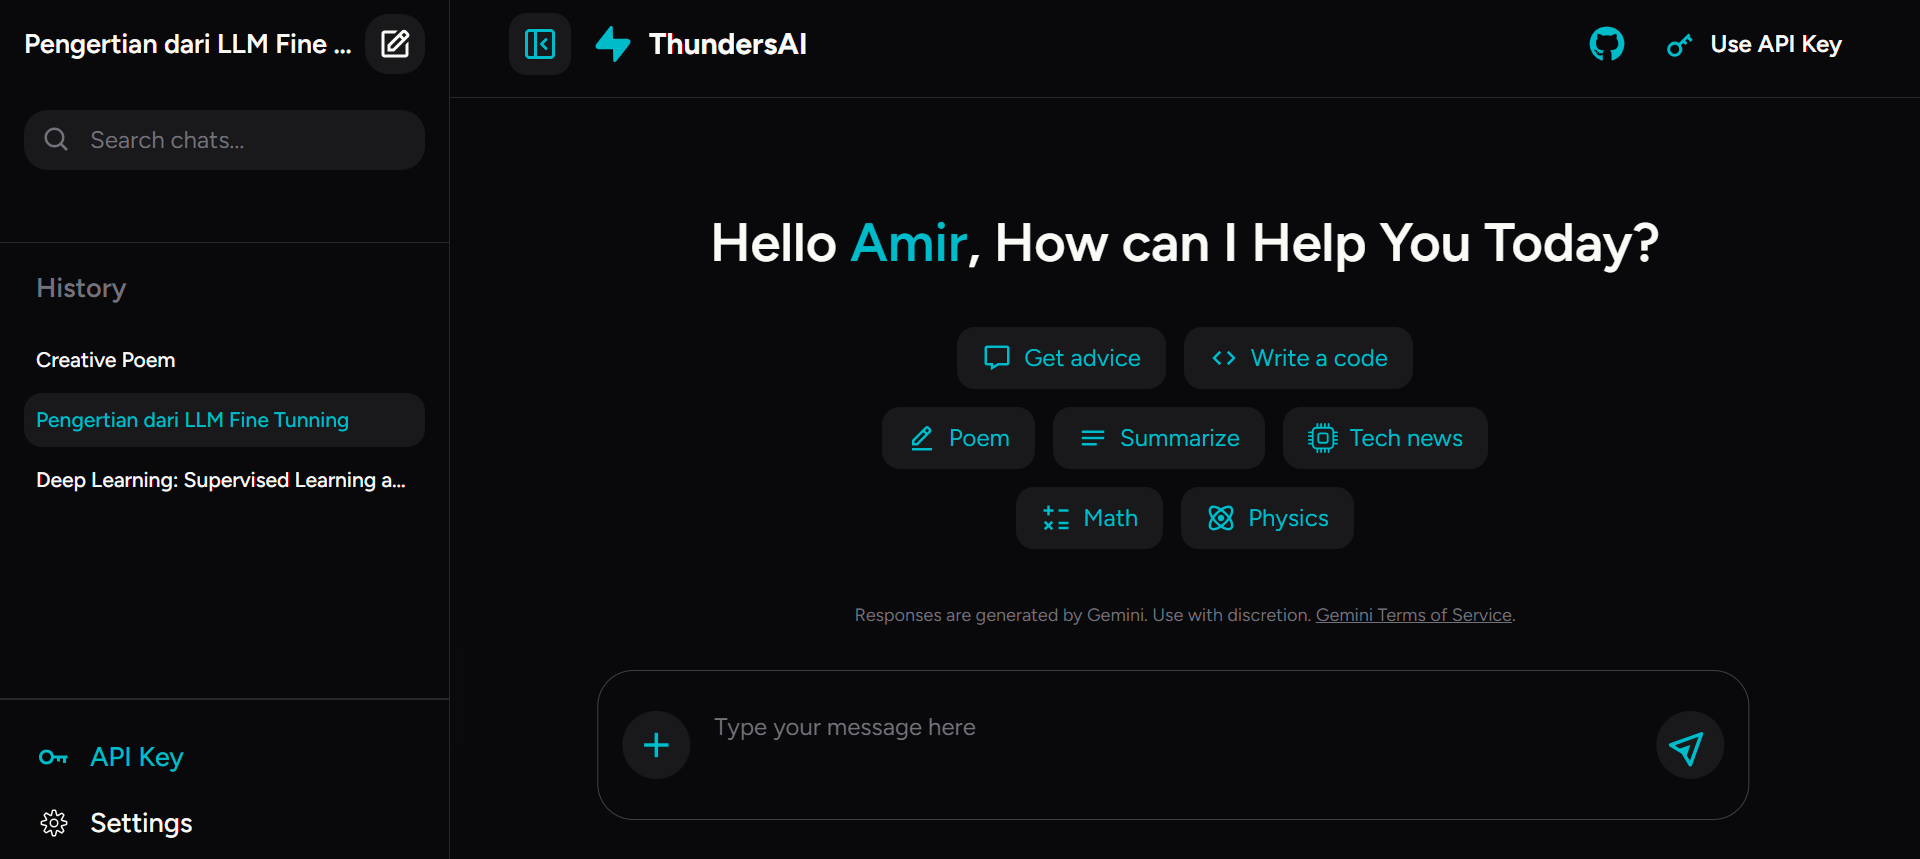 Pengertian dari LLM Fine ...
Search chats...
History
Creative Poem
Pengertian dari LLM Fine Tunning
Deep Learning: Supervised Learning a...
API Key
Settings
ThundersAI
Use API Key
Hello Amir, How can I Help You Today?
Get advice
Write a code
Poem
Summarize
Tech news
Math
Physics
Responses are generated by Gemini. Use with discretion. Gemini Terms of Service.
Type your message here